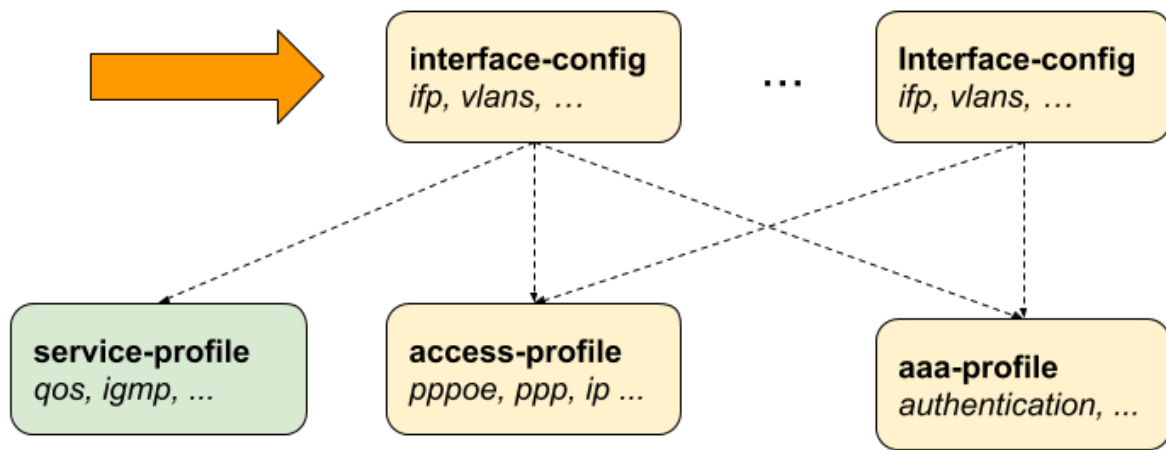 interface-config
ifp, vlans, …
...
Interface-config
ifp, vlans, …
service-profile
qos, igmp, ...
access-profile
pppoe, ppp, ip ...
aaa-profile
authentication, ...